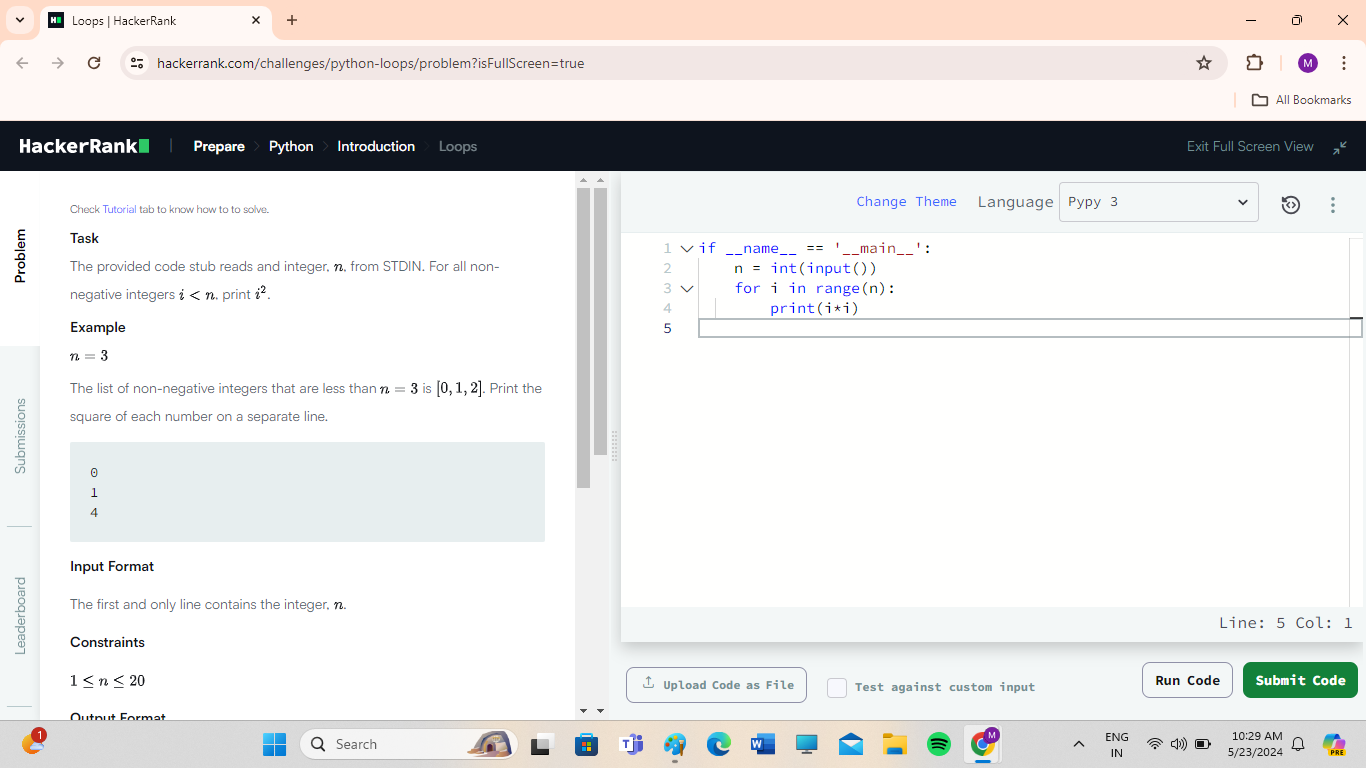 Loops | HackerRank
hackerrank.com/challenges/python-loops/problem?isFullScreen=true
M
All Bookmarks
HackerRank
Prepare
Python
Introduction
Loops
Exit Full Screen View
Problem
Submissions
Leaderboard
Check Tutorial tab to know how to to solve.
Task
The provided code stub reads and integer, n, from STDIN. For all non-
negative integers i < n, print i².
Example
n = 3
The list of non-negative integers that are less than n = 3 is [0, 1, 2]. Print the
square of each number on a separate line.
0
1
4
Input Format
The first and only line contains the integer, n.
Constraints
1 ≤ n ≤ 20
Output Format
Change Theme
Language
Pypy 3
1 if __name__ == '__main__':
2 n = int(input())
3 for i in range(n):
4 print(i*i)
5
Line: 5 Col: 1
Upload Code as File
Test against custom input
Run Code
Submit Code
1
Search
M
ENG
IN
10:29 AM
5/23/2024
PRE